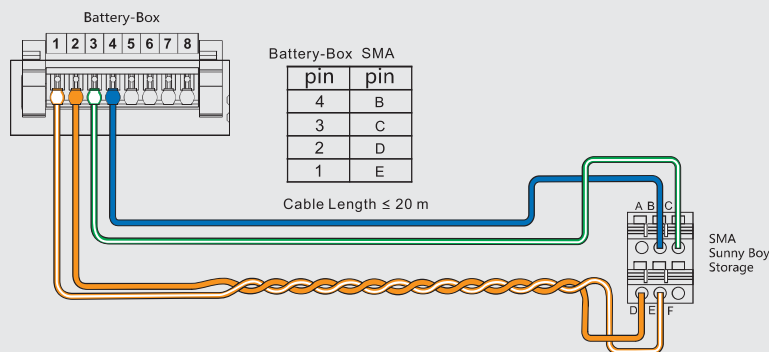 Battery-Box
1 2 3 4 5 6 7 8
Battery-Box SMA
pin pin
4 B
3 C
2 D
1 E
Cable Length ≤ 20 m
A B C
SMA
Sunny Boy
Storage
D E F